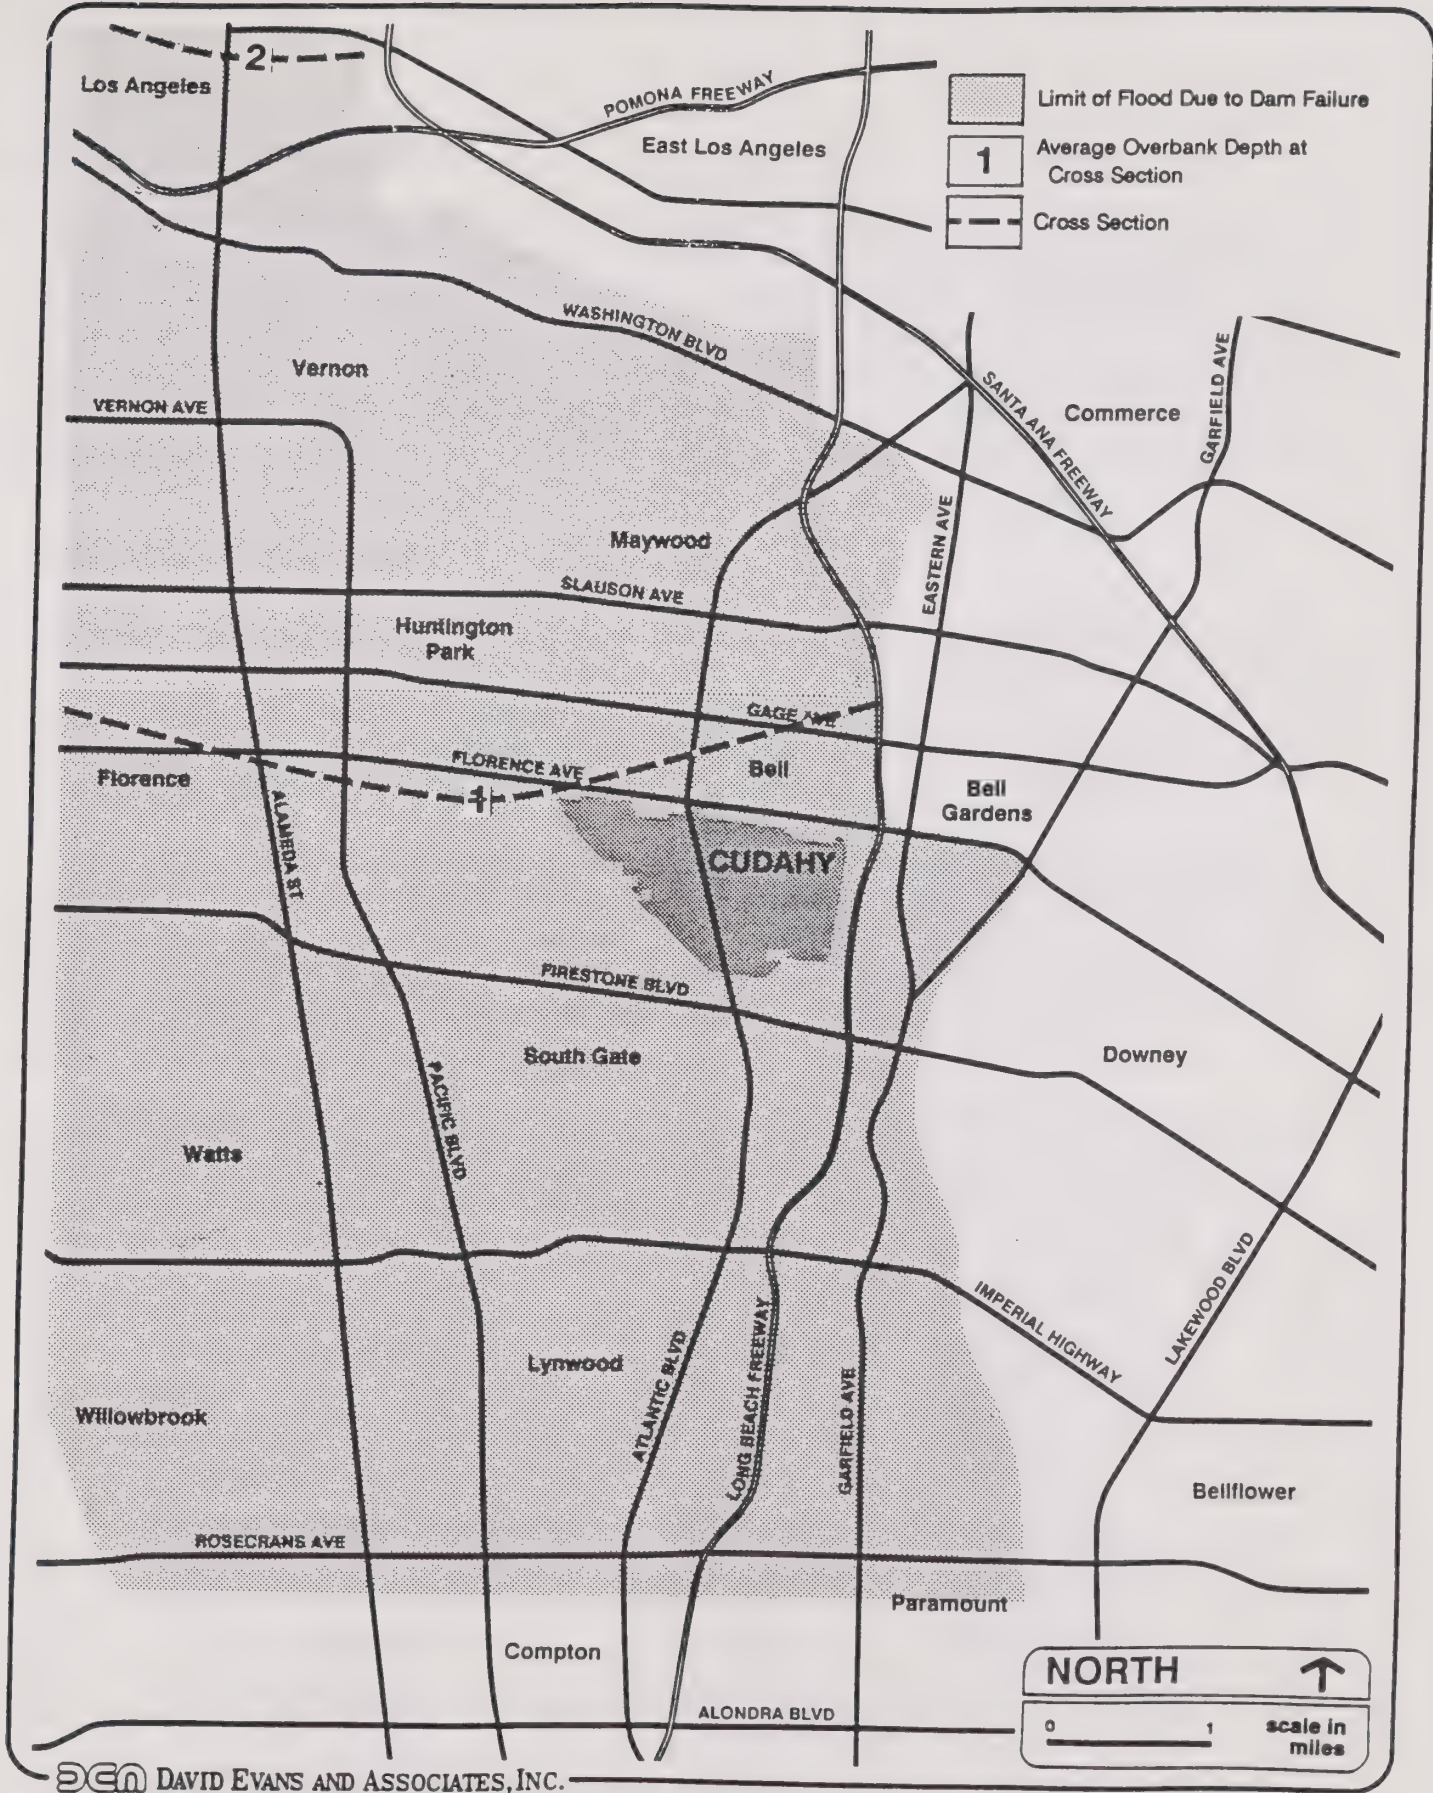 2
Los Angeles
POMONA FREEWAY
East Los Angeles
Limit of Flood Due to Dam Failure
1
Average Overbank Depth at
Cross Section
Cross Section
WASHINGTON BLVD
Vernon
VERNON AVE
SANTA ANA FREEWAY
Commerce
GARFIELD AVE
EASTERN AVE
Maywood
SLAUSON AVE
Huntington
Park
GAGE AVE
FLORENCE AVE
Florence
Bell
Bell
Gardens
1
ALAMEDA ST
CUDAHY
FIRESTONE BLVD
South Gate
Downey
PACIFIC BLVD
Watts
IMPERIAL HIGHWAY
LAKEWOOD BLVD
Lynwood
ATLANTIC BLVD
LONG BEACH FREEWAY
GARFIELD AVE
Willowbrook
Bellflower
ROSECRANS AVE
Paramount
Compton
ALONDRA BLVD
NORTH
0 1 scale in
miles
DEA DAVID EVANS AND ASSOCIATES, INC.